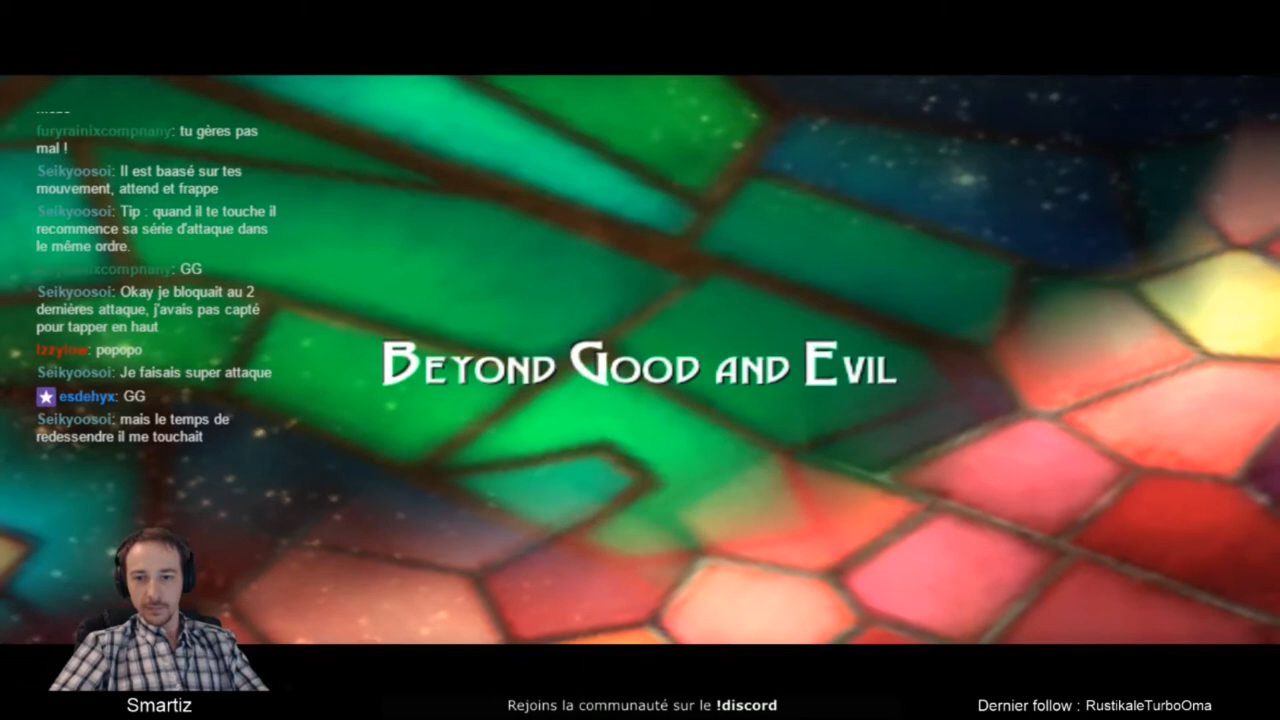 furyrainixcompnany: tu gères pas
mal !
Seikyoosoi: Il est baasé sur tes
mouvement, attend et frappe
Seikyoosoi: Tip : quand il te touche il
recommence sa série d'attaque dans
le même ordre.
furyrainixcompnany: GG
Seikyoosoi: Okay je bloquait au 2
dernières attaque, j'avais pas capté
pour tapper en haut
Izzylow: popopo
Seikyoosoi: Je faisais super attaque
esdehyx: GG
Seikyoosoi: mais le temps de
redessendre il me touchait
Beyond Good and Evil
Smartiz
Rejoins la communauté sur le !discord
Dernier follow : RustikaleTurboOma